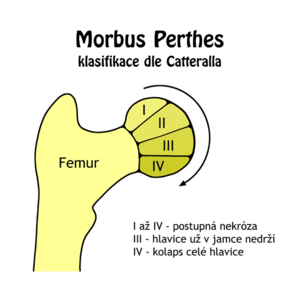 Morbus Perthes
klasifikace dle Catteralla
I
II
III
IV
Femur
I až IV - postupná nekróza
III - hlavice už v jamce nedrží
IV - kolaps celé hlavice